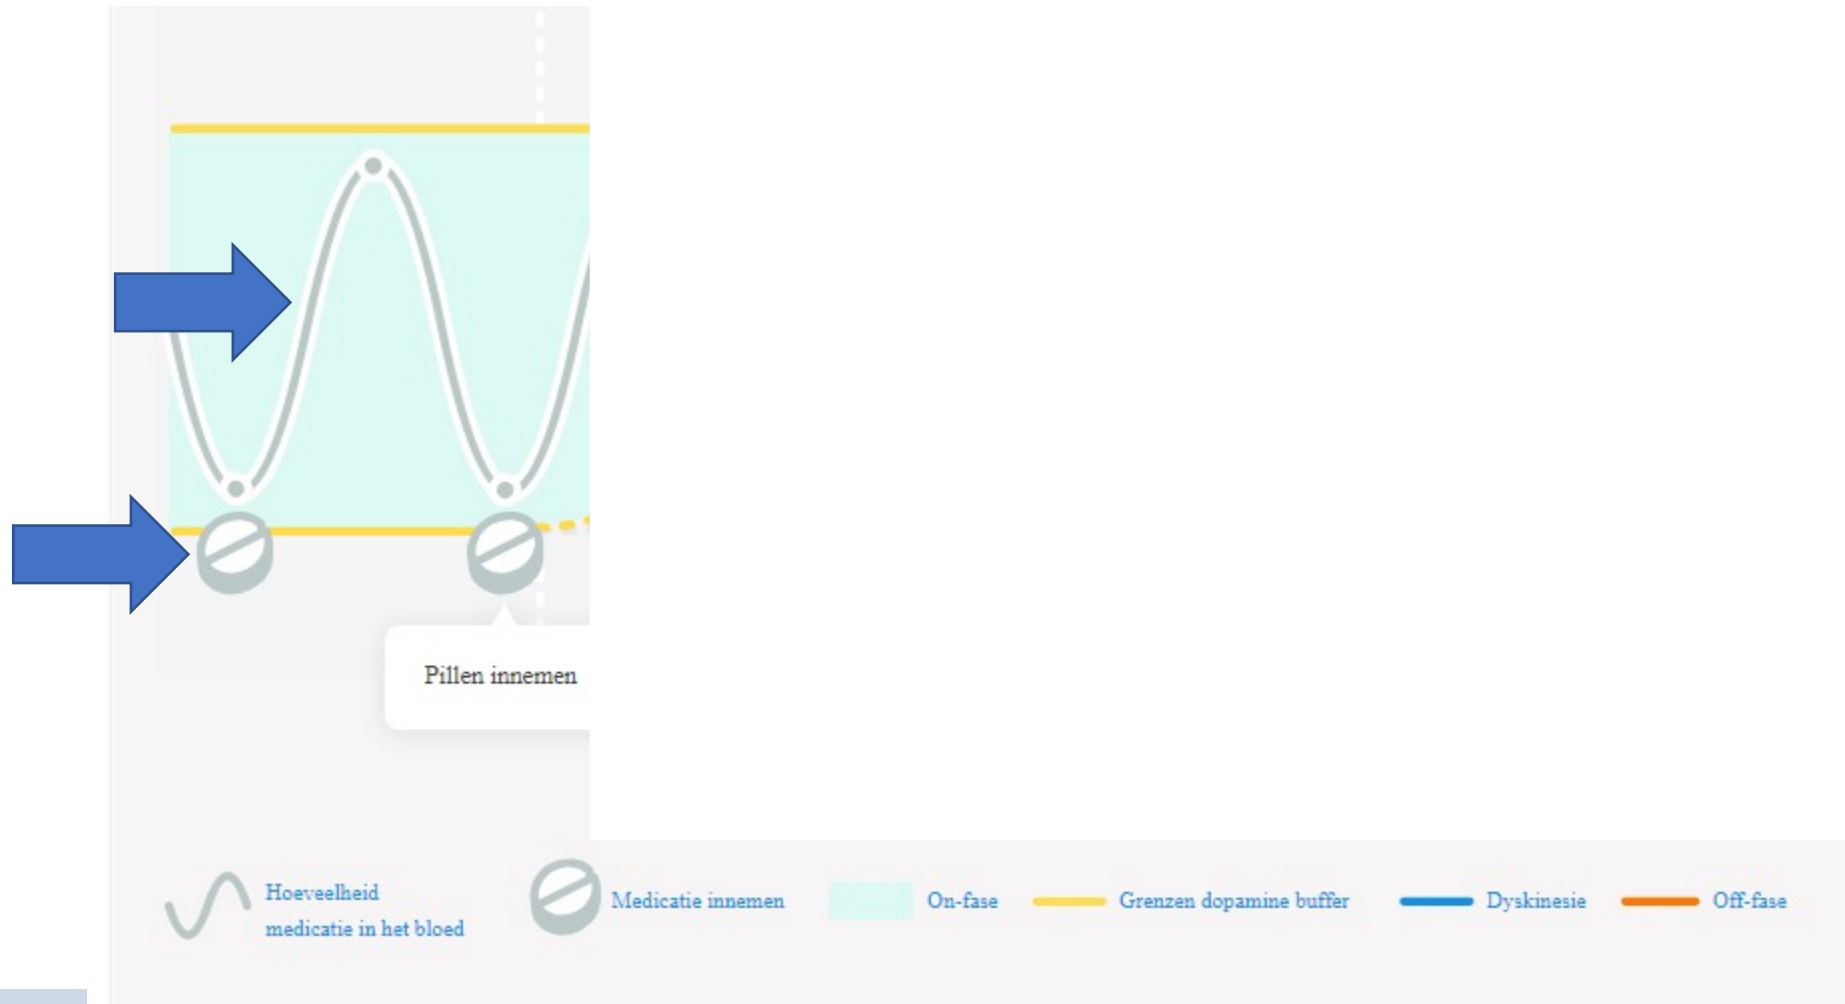 Pillen innemen
Hoeveelheid
medicatie in het bloed
Medicatie innemen
On-fase
Grenzen dopamine buffer
Dyskinesie
Off-fase